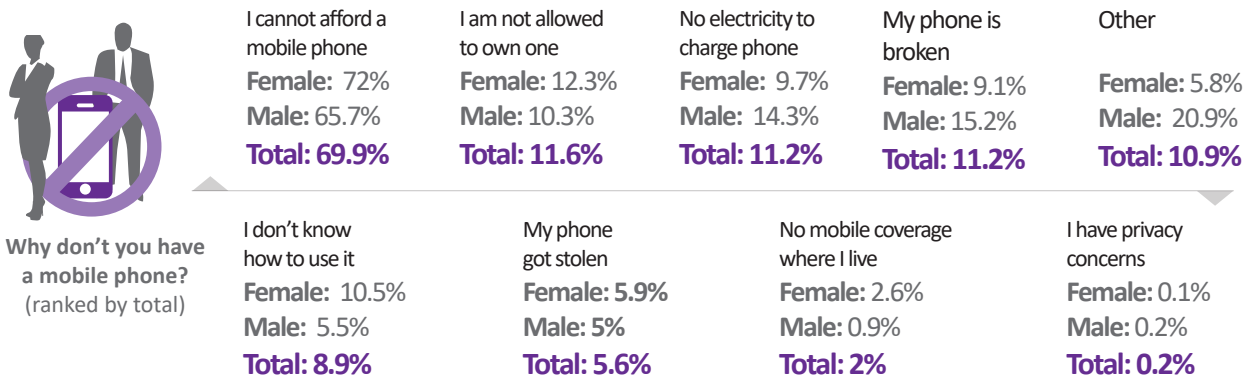 Why don't you have
a mobile phone?
(ranked by total)
I cannot afford a
mobile phone
Female: 72%
Male: 65.7%
Total: 69.9%
I am not allowed
to own one
Female: 12.3%
Male: 10.3%
Total: 11.6%
No electricity to
charge phone
Female: 9.7%
Male: 14.3%
Total: 11.2%
My phone is
broken
Female: 9.1%
Male: 15.2%
Total: 11.2%
Other
Female: 5.8%
Male: 20.9%
Total: 10.9%
I don't know
how to use it
Female: 10.5%
Male: 5.5%
Total: 8.9%
My phone
got stolen
Female: 5.9%
Male: 5%
Total: 5.6%
No mobile coverage
where I live
Female: 2.6%
Male: 0.9%
Total: 2%
I have privacy
concerns
Female: 0.1%
Male: 0.2%
Total: 0.2%